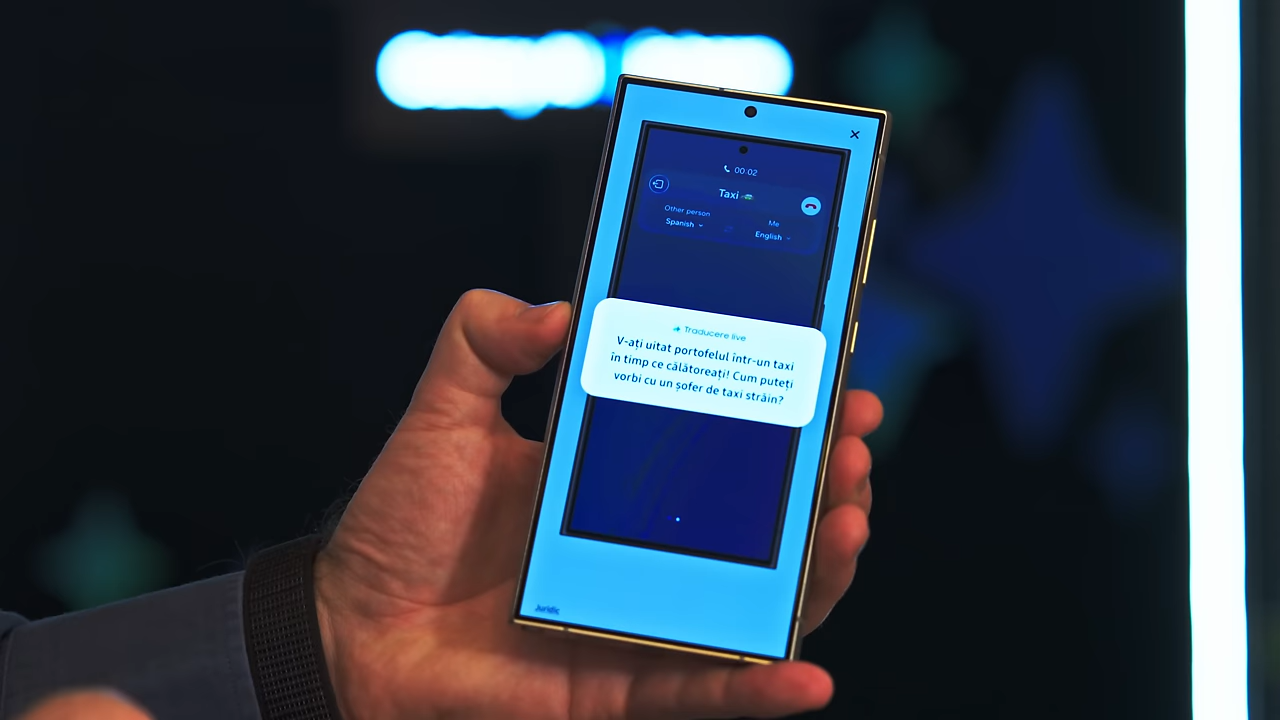 ×
00:02
Taxi
Other person
Me
Spanish
English
Traducere live
V-ați uitat portofelul într-un taxi
în timp ce călătoreați! Cum puteți
vorbi cu un șofer de taxi străin?
Juridic